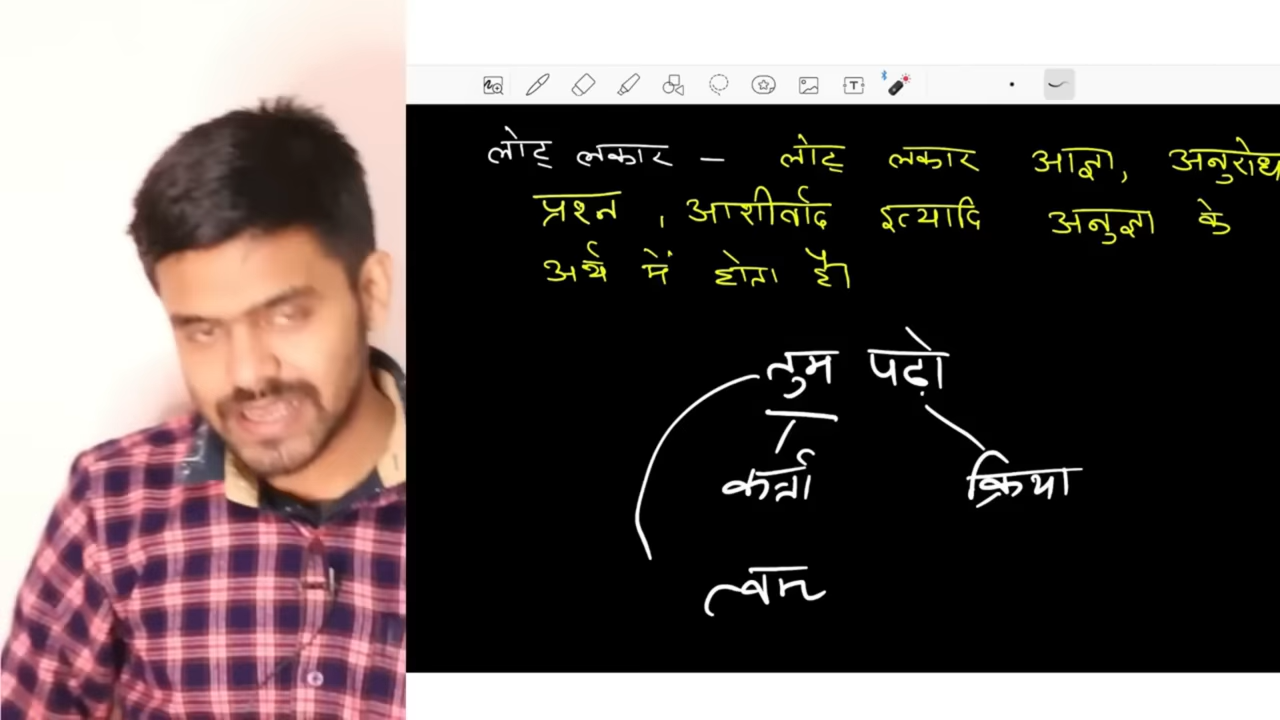 लोट् लकार – लोट् लकार आज्ञा, अनुरोध
प्रश्न , आशीर्वाद इत्यादि अनुज्ञा के
अर्थ में होता है।
तुम पढ़ो
कर्त्ता क्रिया
त्वम